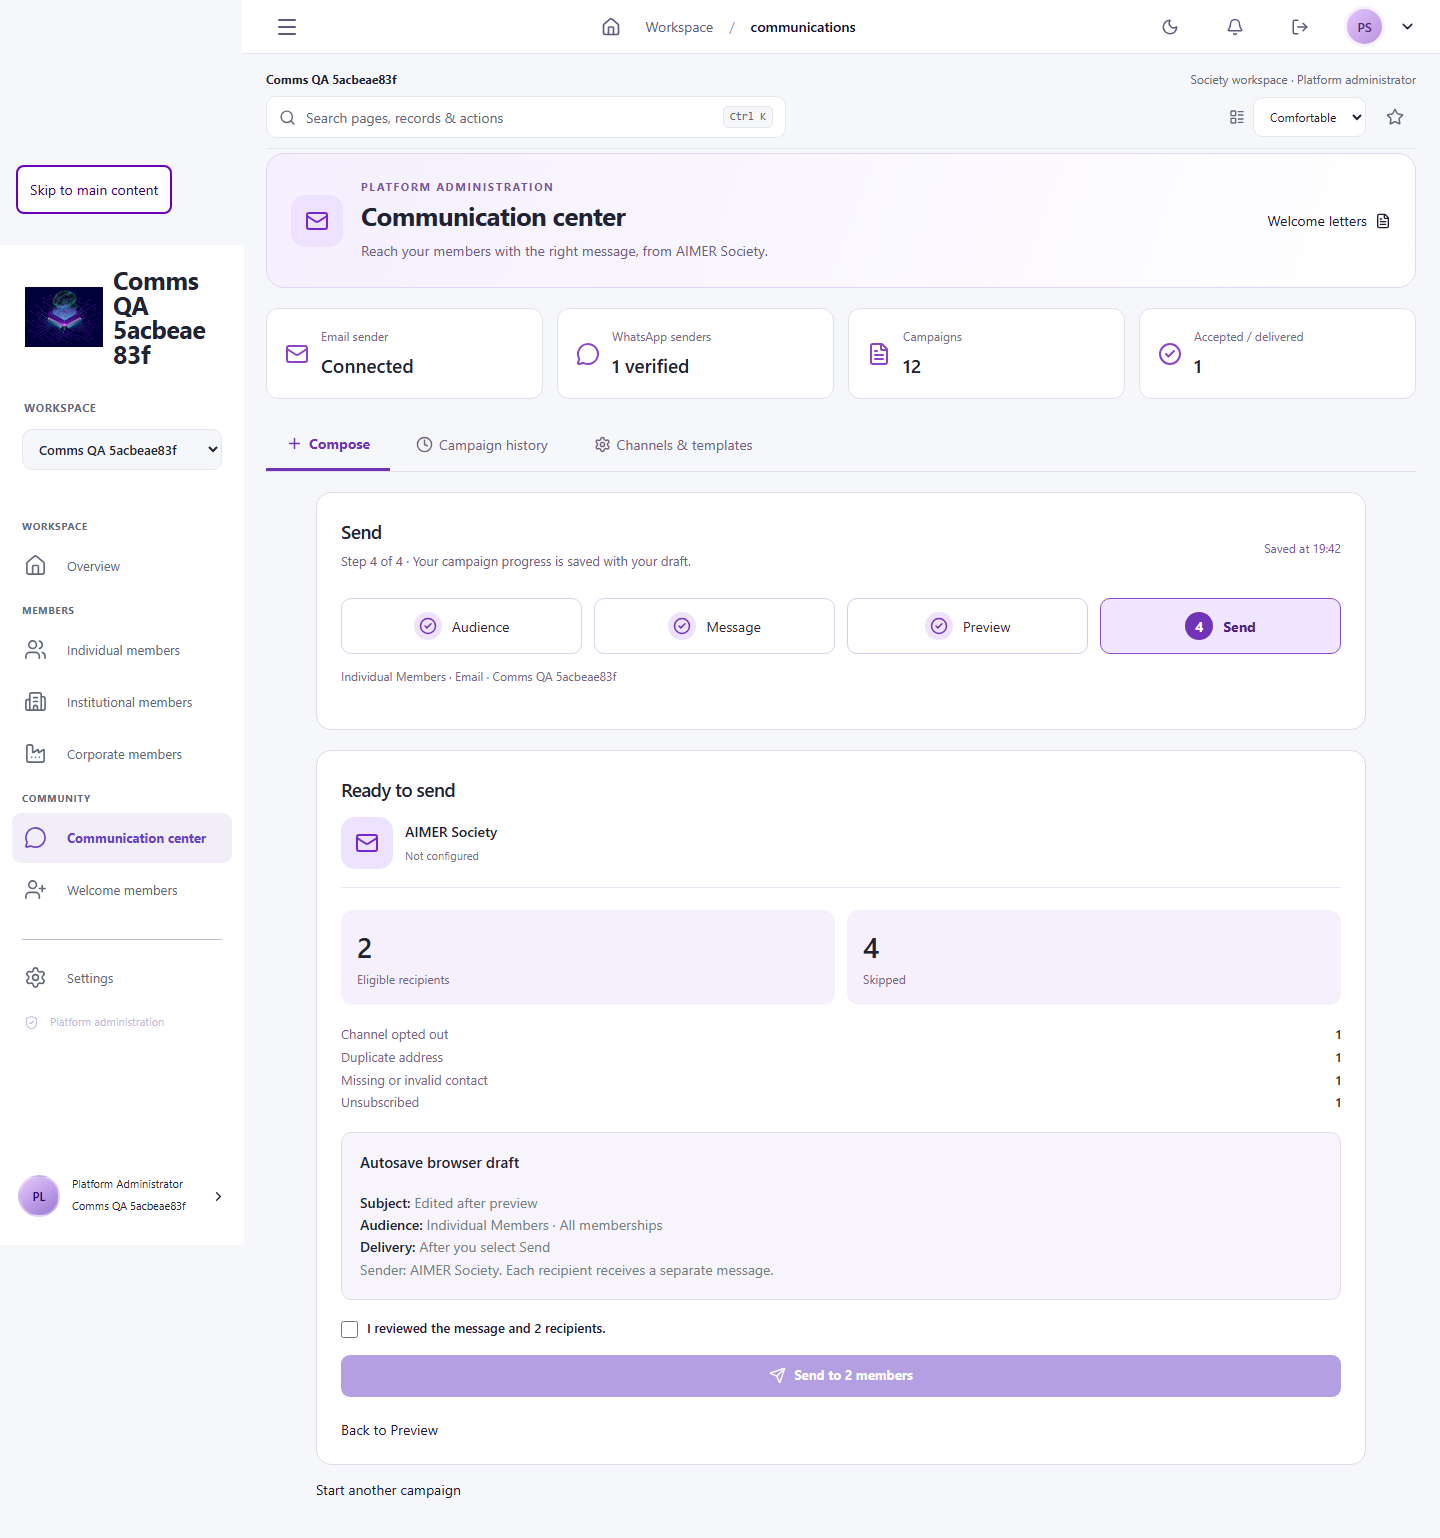 Workspace / communications
PS
Comms QA 5acbeae83f
Society workspace · Platform administrator
Search pages, records & actions
Ctrl K
Comfortable
Skip to main content
PLATFORM ADMINISTRATION
Communication center
Reach your members with the right message, from AIMER Society.
Welcome letters
Comms
QA
5acbeae
83f
WORKSPACE
Comms QA 5acbeae83f
WORKSPACE
Overview
MEMBERS
Individual members
Institutional members
Corporate members
COMMUNITY
Communication center
Welcome members
Settings
Platform administration
PL
Platform Administrator
Comms QA 5acbeae83f
Email sender
Connected
WhatsApp senders
1 verified
Campaigns
12
Accepted / delivered
1
Compose
Campaign history
Channels & templates
Send
Step 4 of 4 · Your campaign progress is saved with your draft.
Saved at 19:42
Audience
Message
Preview
4 Send
Individual Members · Email · Comms QA 5acbeae83f
Ready to send
AIMER Society
Not configured
2
Eligible recipients
4
Skipped
Channel opted out 1
Duplicate address 1
Missing or invalid contact 1
Unsubscribed 1
Autosave browser draft
Subject: Edited after preview
Audience: Individual Members · All memberships
Delivery: After you select Send
Sender: AIMER Society. Each recipient receives a separate message.
I reviewed the message and 2 recipients.
Send to 2 members
Back to Preview
Start another campaign